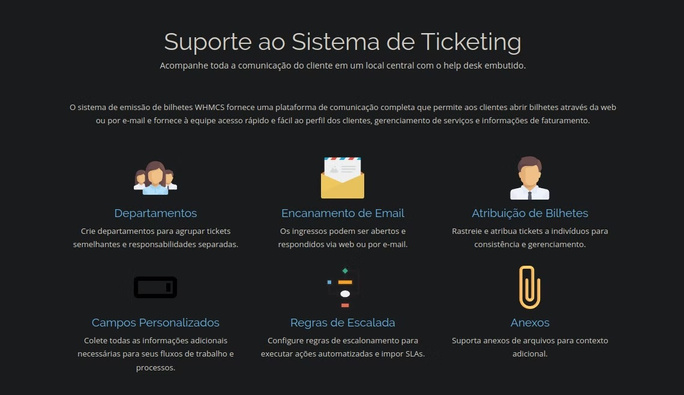 Suporte ao Sistema de Ticketing
Acompanhe toda a comunicação do cliente em um local central com o help desk embutido.
O sistema de emissão de bilhetes WHMCS fornece uma plataforma de comunicação completa que permite aos clientes abrir bilhetes através da web
ou por e-mail e fornece à equipe acesso rápido e fácil ao perfil dos clientes, gerenciamento de serviços e informações de faturamento.
Departamentos
Crie departamentos para agrupar tickets
semelhantes e responsabilidades separadas.
Encanamento de Email
Os ingressos podem ser abertos e
respondidos via web ou por e-mail.
Atribuição de Bilhetes
Rastreie e atribua tickets a indivíduos para
consistência e gerenciamento.
Campos Personalizados
Colete todas as informações adicionais
necessárias para seus fluxos de trabalho e
processos.
Regras de Escalada
Configure regras de escalonamento para
executar ações automatizadas e impor SLAs.
Anexos
Suporta anexos de arquivos para contexto
adicional.